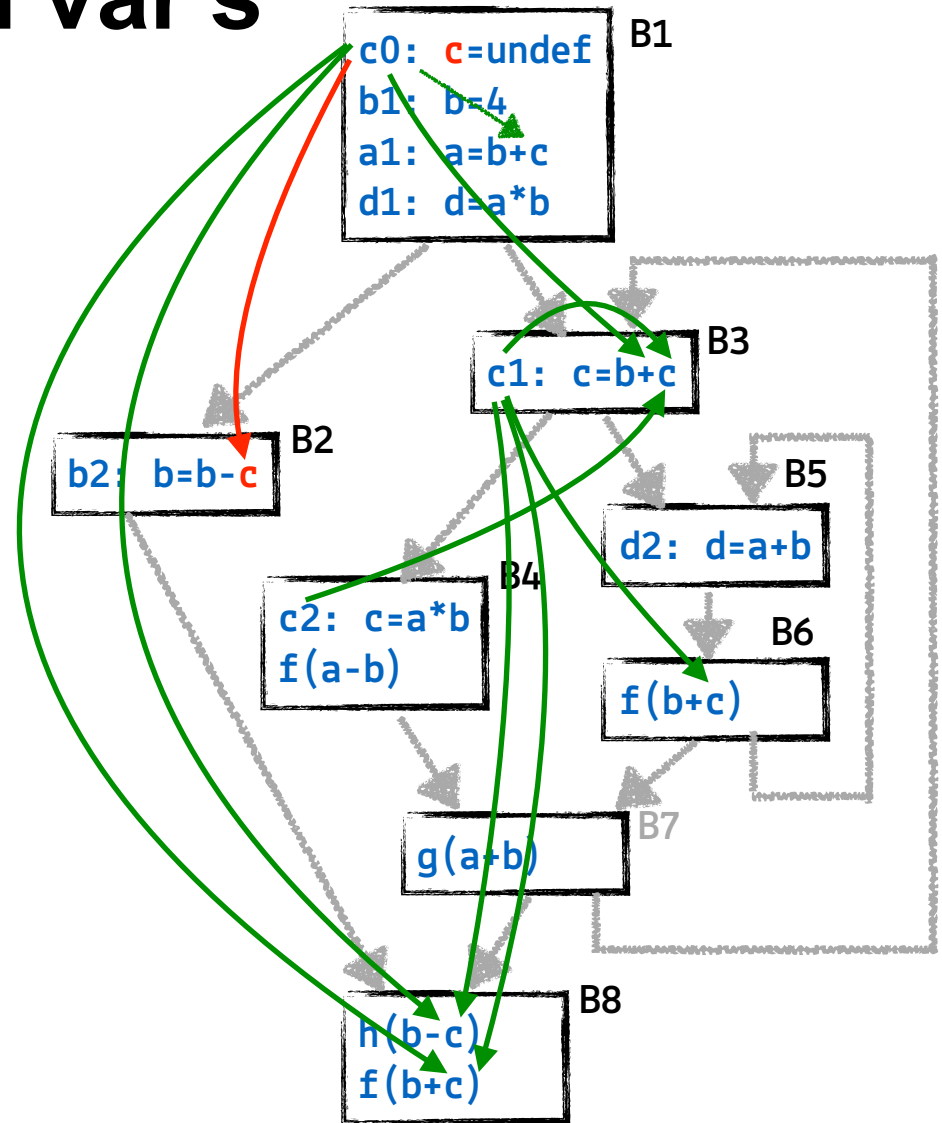 B1
c0: c=undef
b1: b=4
a1: a=b+c
d1: d=a*b
B3
c1: c=b+c
B2
b2: b=b-c
B5
d2: d=a+b
B4
c2: c=a*b
f(a-b)
B6
f(b+c)
B7
g(a+b)
B8
h(b-c)
f(b+c)